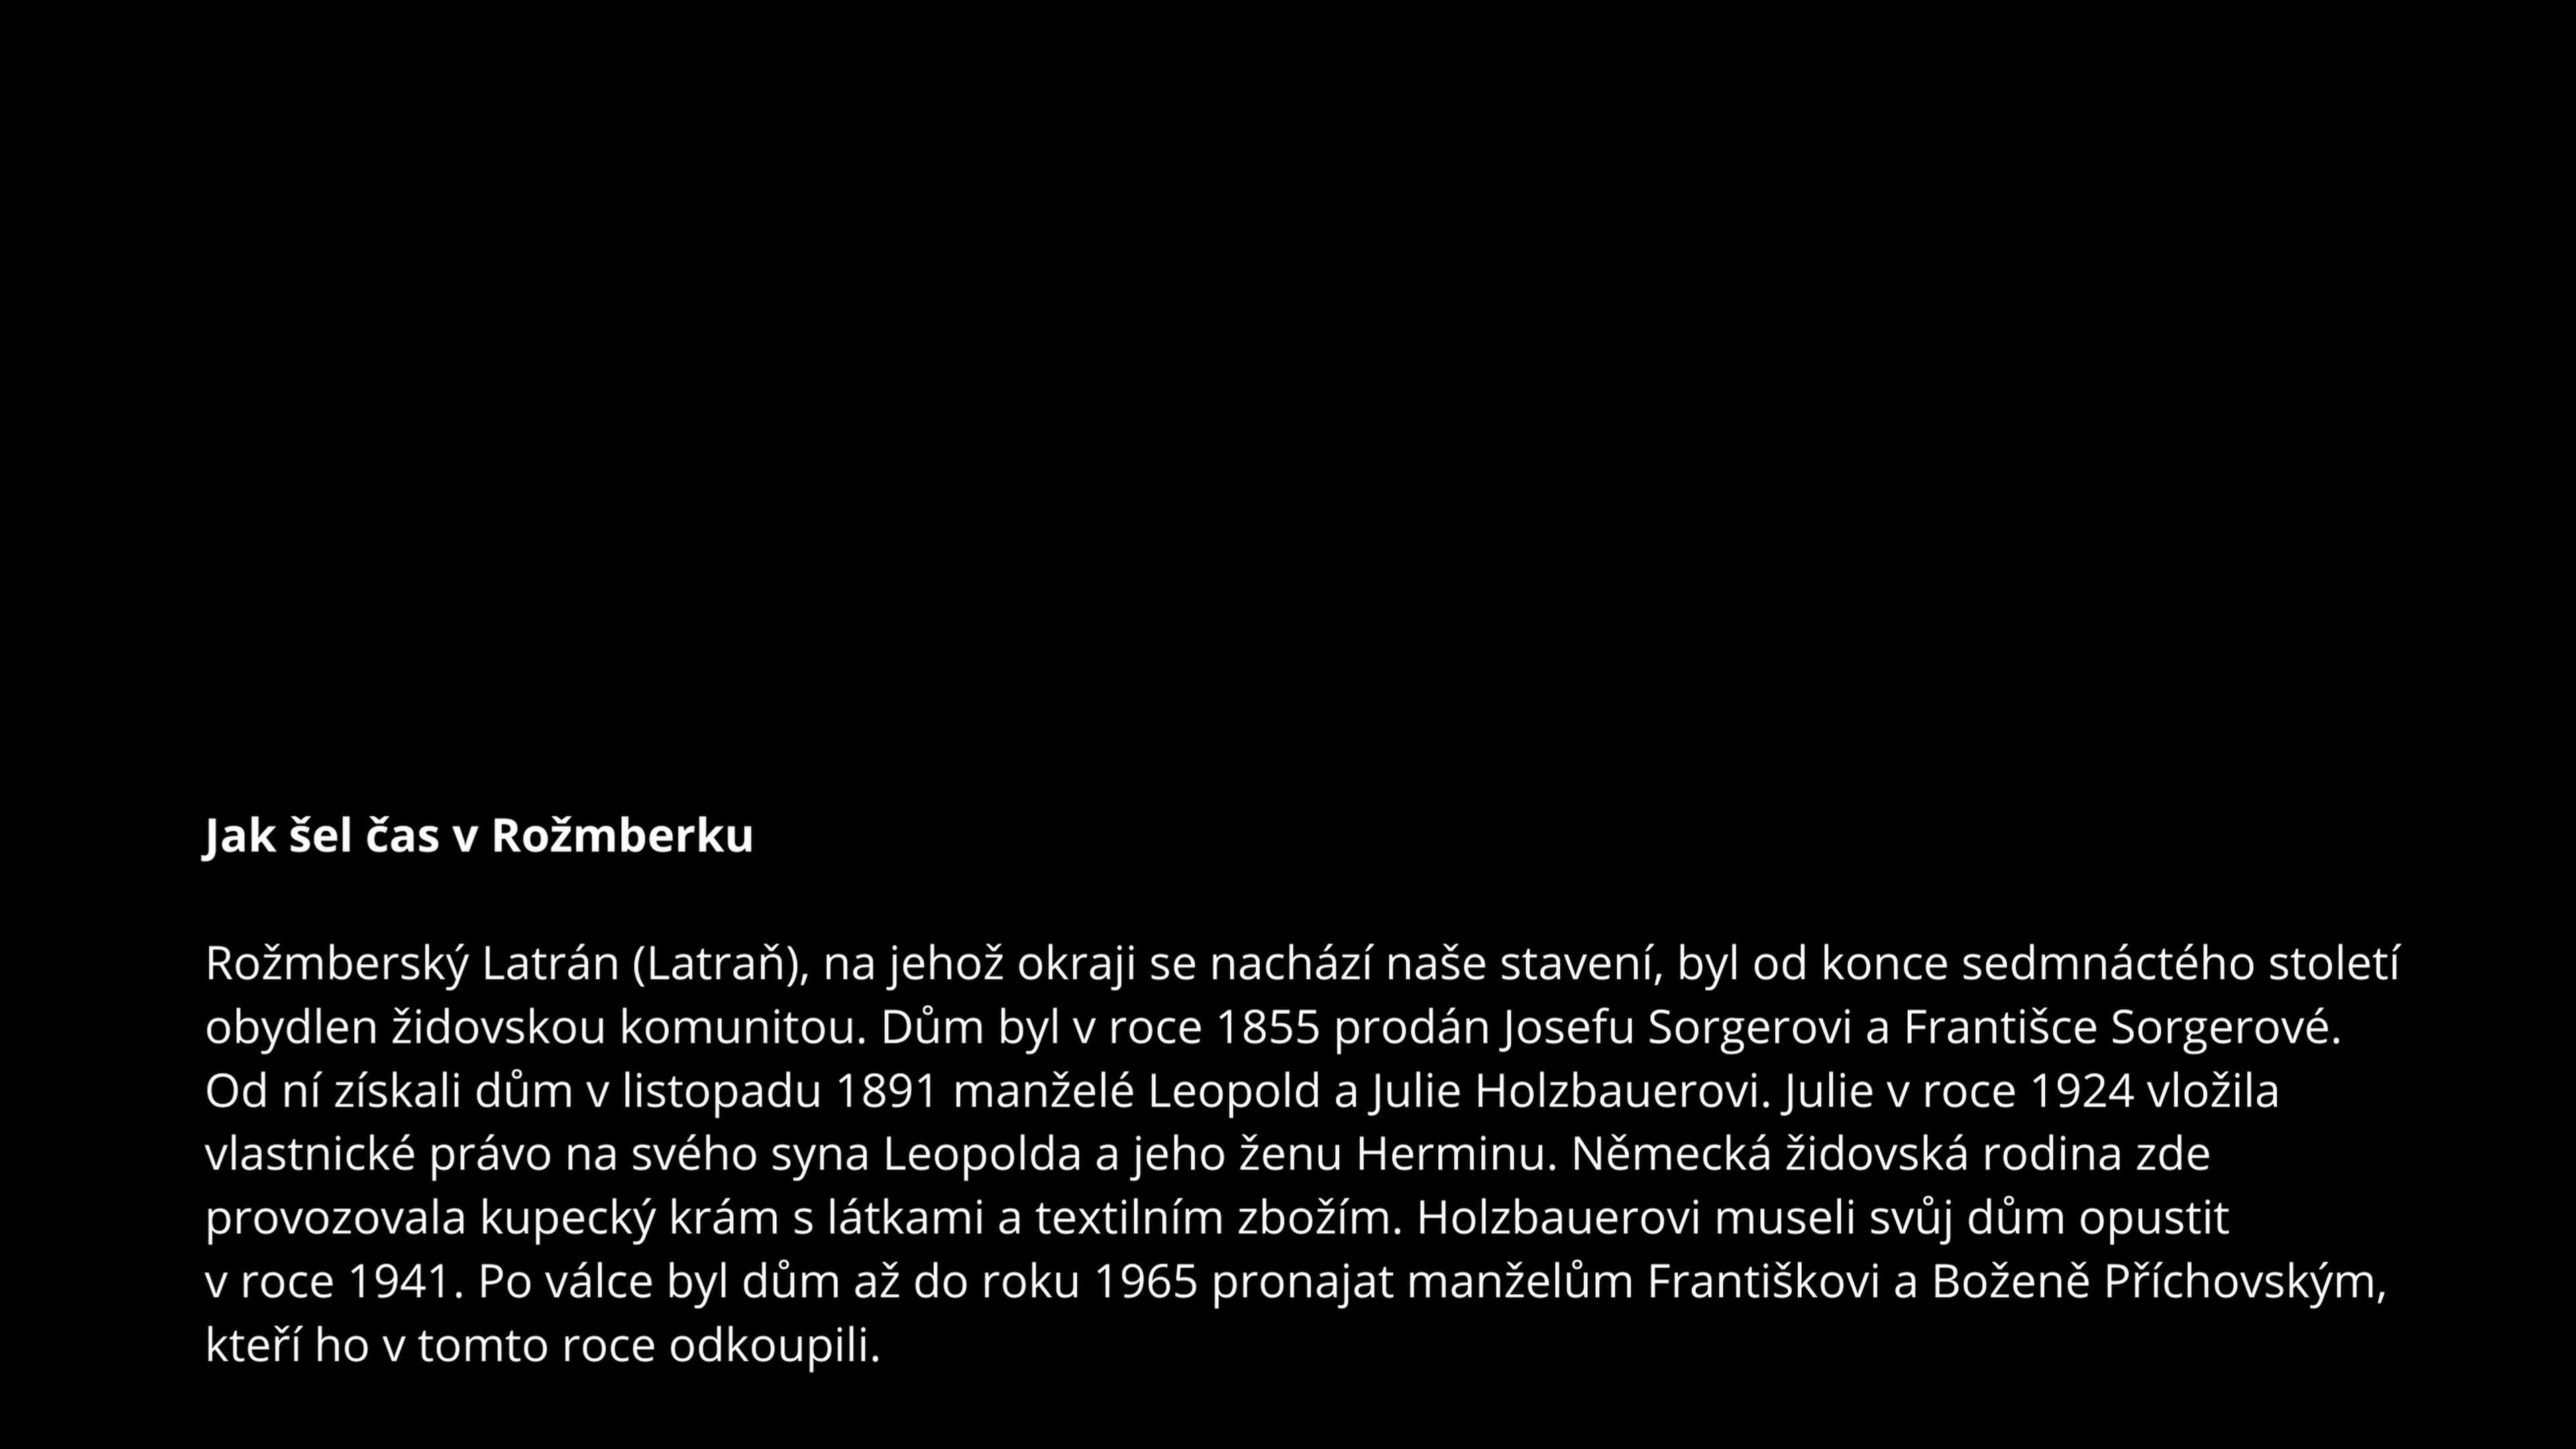 Jak šel čas v Rožmberku
Rožmberský Latrán (Latraň), na jehož okraji se nachází naše stavení, byl od konce sedmnáctého století
obydlen židovskou komunitou. Dům byl v roce 1855 prodán Josefu Sorgerovi a Františce Sorgerové.
Od ní získali dům v listopadu 1891 manželé Leopold a Julie Holzbauerovi. Julie v roce 1924 vložila
vlastnické právo na svého syna Leopolda a jeho ženu Herminu. Německá židovská rodina zde
provozovala kupecký krám s látkami a textilním zbožím. Holzbauerovi museli svůj dům opustit
v roce 1941. Po válce byl dům až do roku 1965 pronajat manželům Františkovi a Boženě Příchovským,
kteří ho v tomto roce odkoupili.